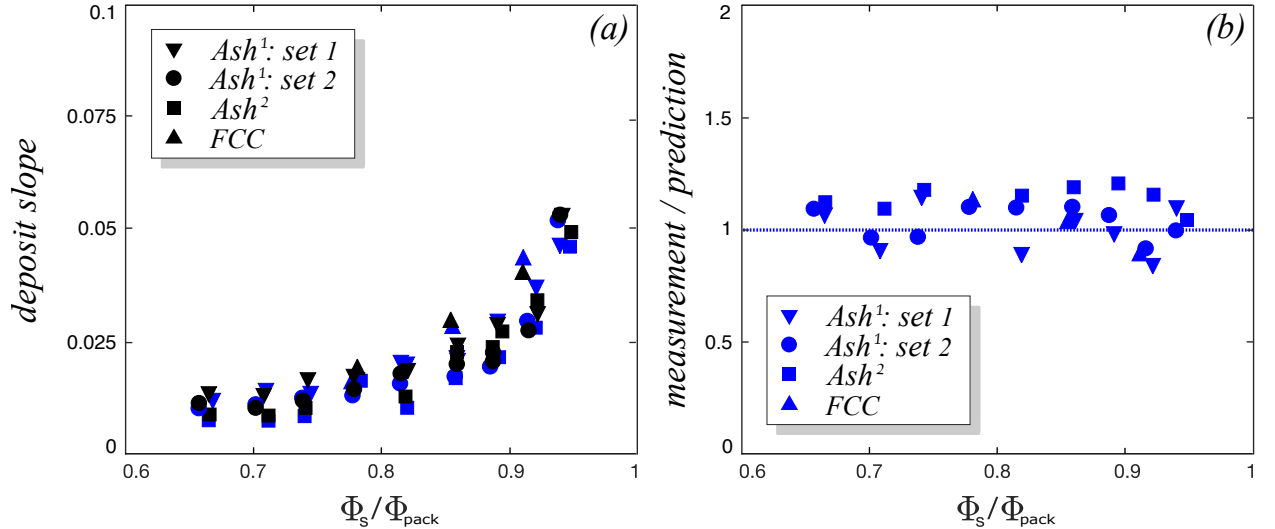 (a)
0.1
0.075
0.05
0.025
0
deposit slope
Ash¹: set 1
Ash¹: set 2
Ash²
FCC
0.6 0.7 0.8 0.9 1
Φs/Φpack
(b)
2
1.5
1
0.5
0
measurement / prediction
Ash¹: set 1
Ash¹: set 2
Ash²
FCC
0.6 0.7 0.8 0.9 1
Φs/Φpack